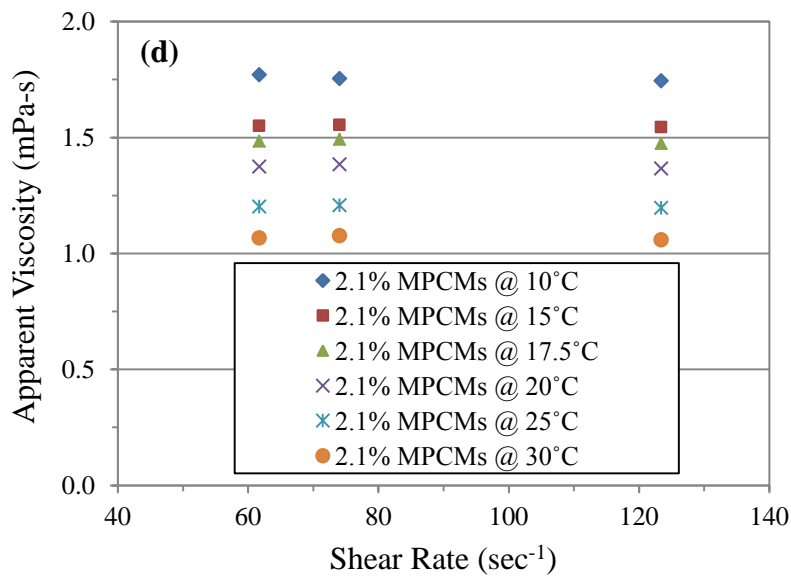 2.0
(d)
1.5
1.0
0.5
0.0
Apparent Viscosity (mPa-s)
2.1% MPCMs @ 10˚C
2.1% MPCMs @ 15˚C
2.1% MPCMs @ 17.5˚C
2.1% MPCMs @ 20˚C
2.1% MPCMs @ 25˚C
2.1% MPCMs @ 30˚C
40 60 80 100 120 140
Shear Rate (sec⁻¹)